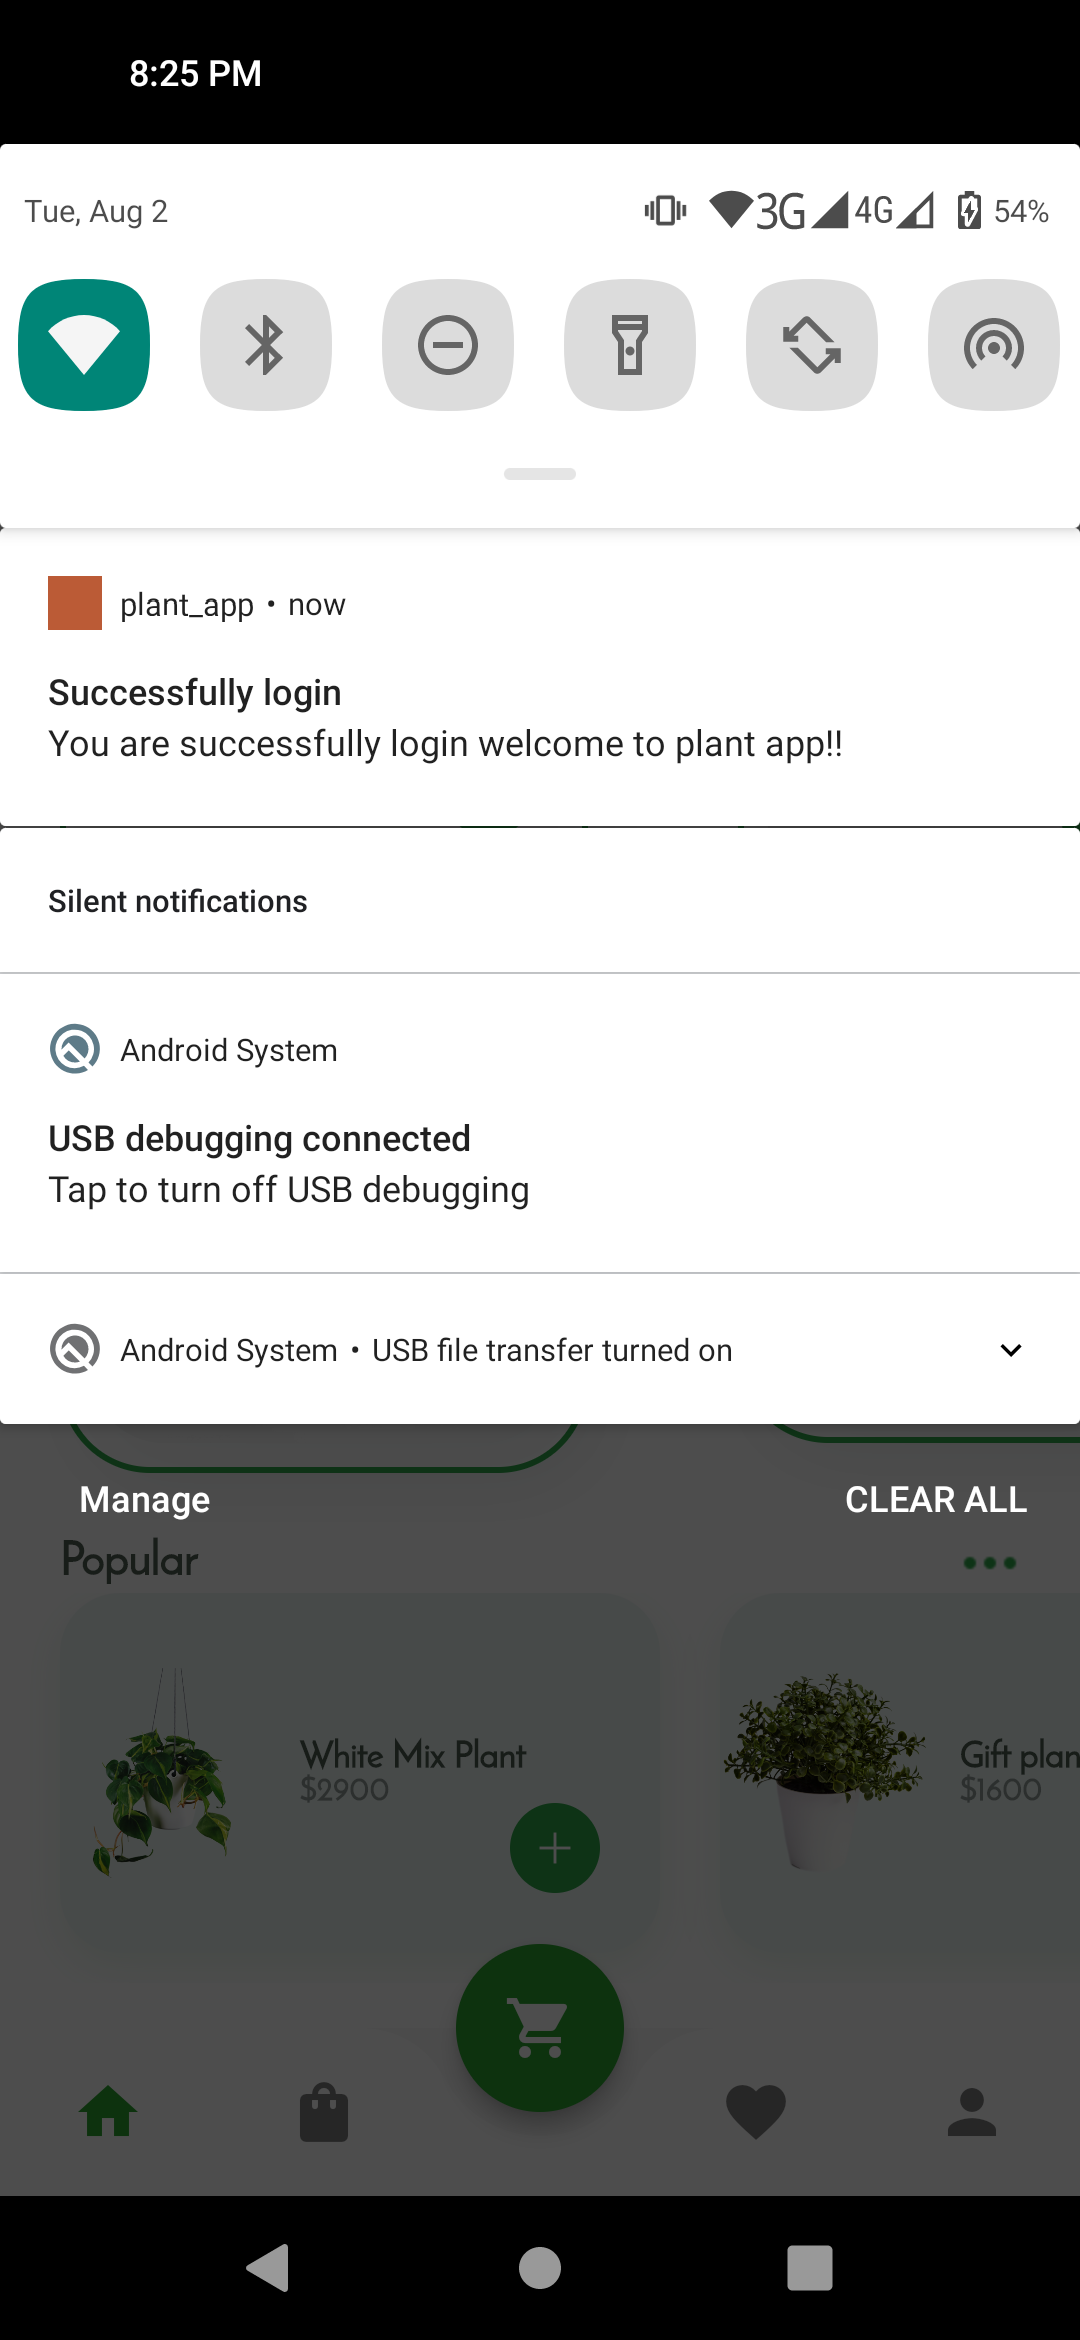 8:25 PM
Tue, Aug 2
3G 4G 54%
plant_app • now
Successfully login
You are successfully login welcome to plant app!!
Silent notifications
Android System
USB debugging connected
Tap to turn off USB debugging
Android System • USB file transfer turned on
Manage CLEAR ALL
Popular
White Mix Plant
$2900
Gift plan
$1600